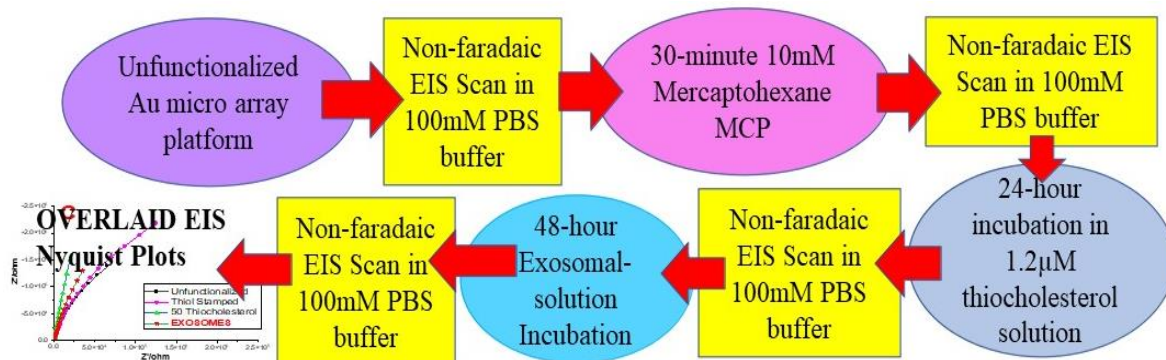 Unfunctionalized
Au micro array
platform
Non-faradaic
EIS Scan in
100mM PBS
buffer
30-minute 10mM
Mercaptohexane
MCP
Non-faradaic EIS
Scan in 100mM
PBS buffer
24-hour
incubation in
1.2µM
thiocholesterol
solution
Non-faradaic
EIS Scan in
100mM PBS
buffer
48-hour
Exosomal-
solution
Incubation
Non-faradaic
EIS Scan in
100mM PBS
buffer
OVERLAID EIS
Nyquist Plots
Unfunctionalized
Thiol Stamped
50 Thiocholesterol
EXOSOMES
Z'/ohm